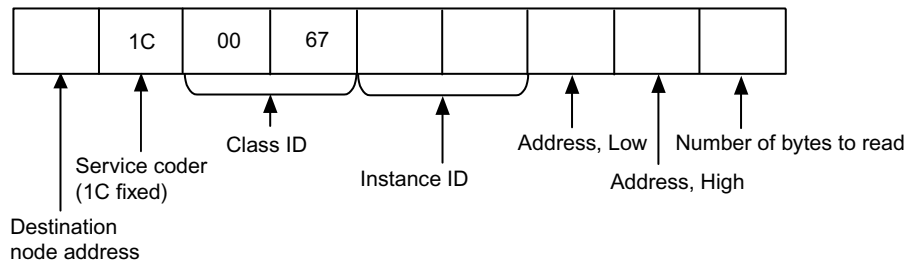 1C 00 67
Class ID
Address, Low
Number of bytes to read
Service coder
(1C fixed)
Instance ID
Address, High
Destination
node address